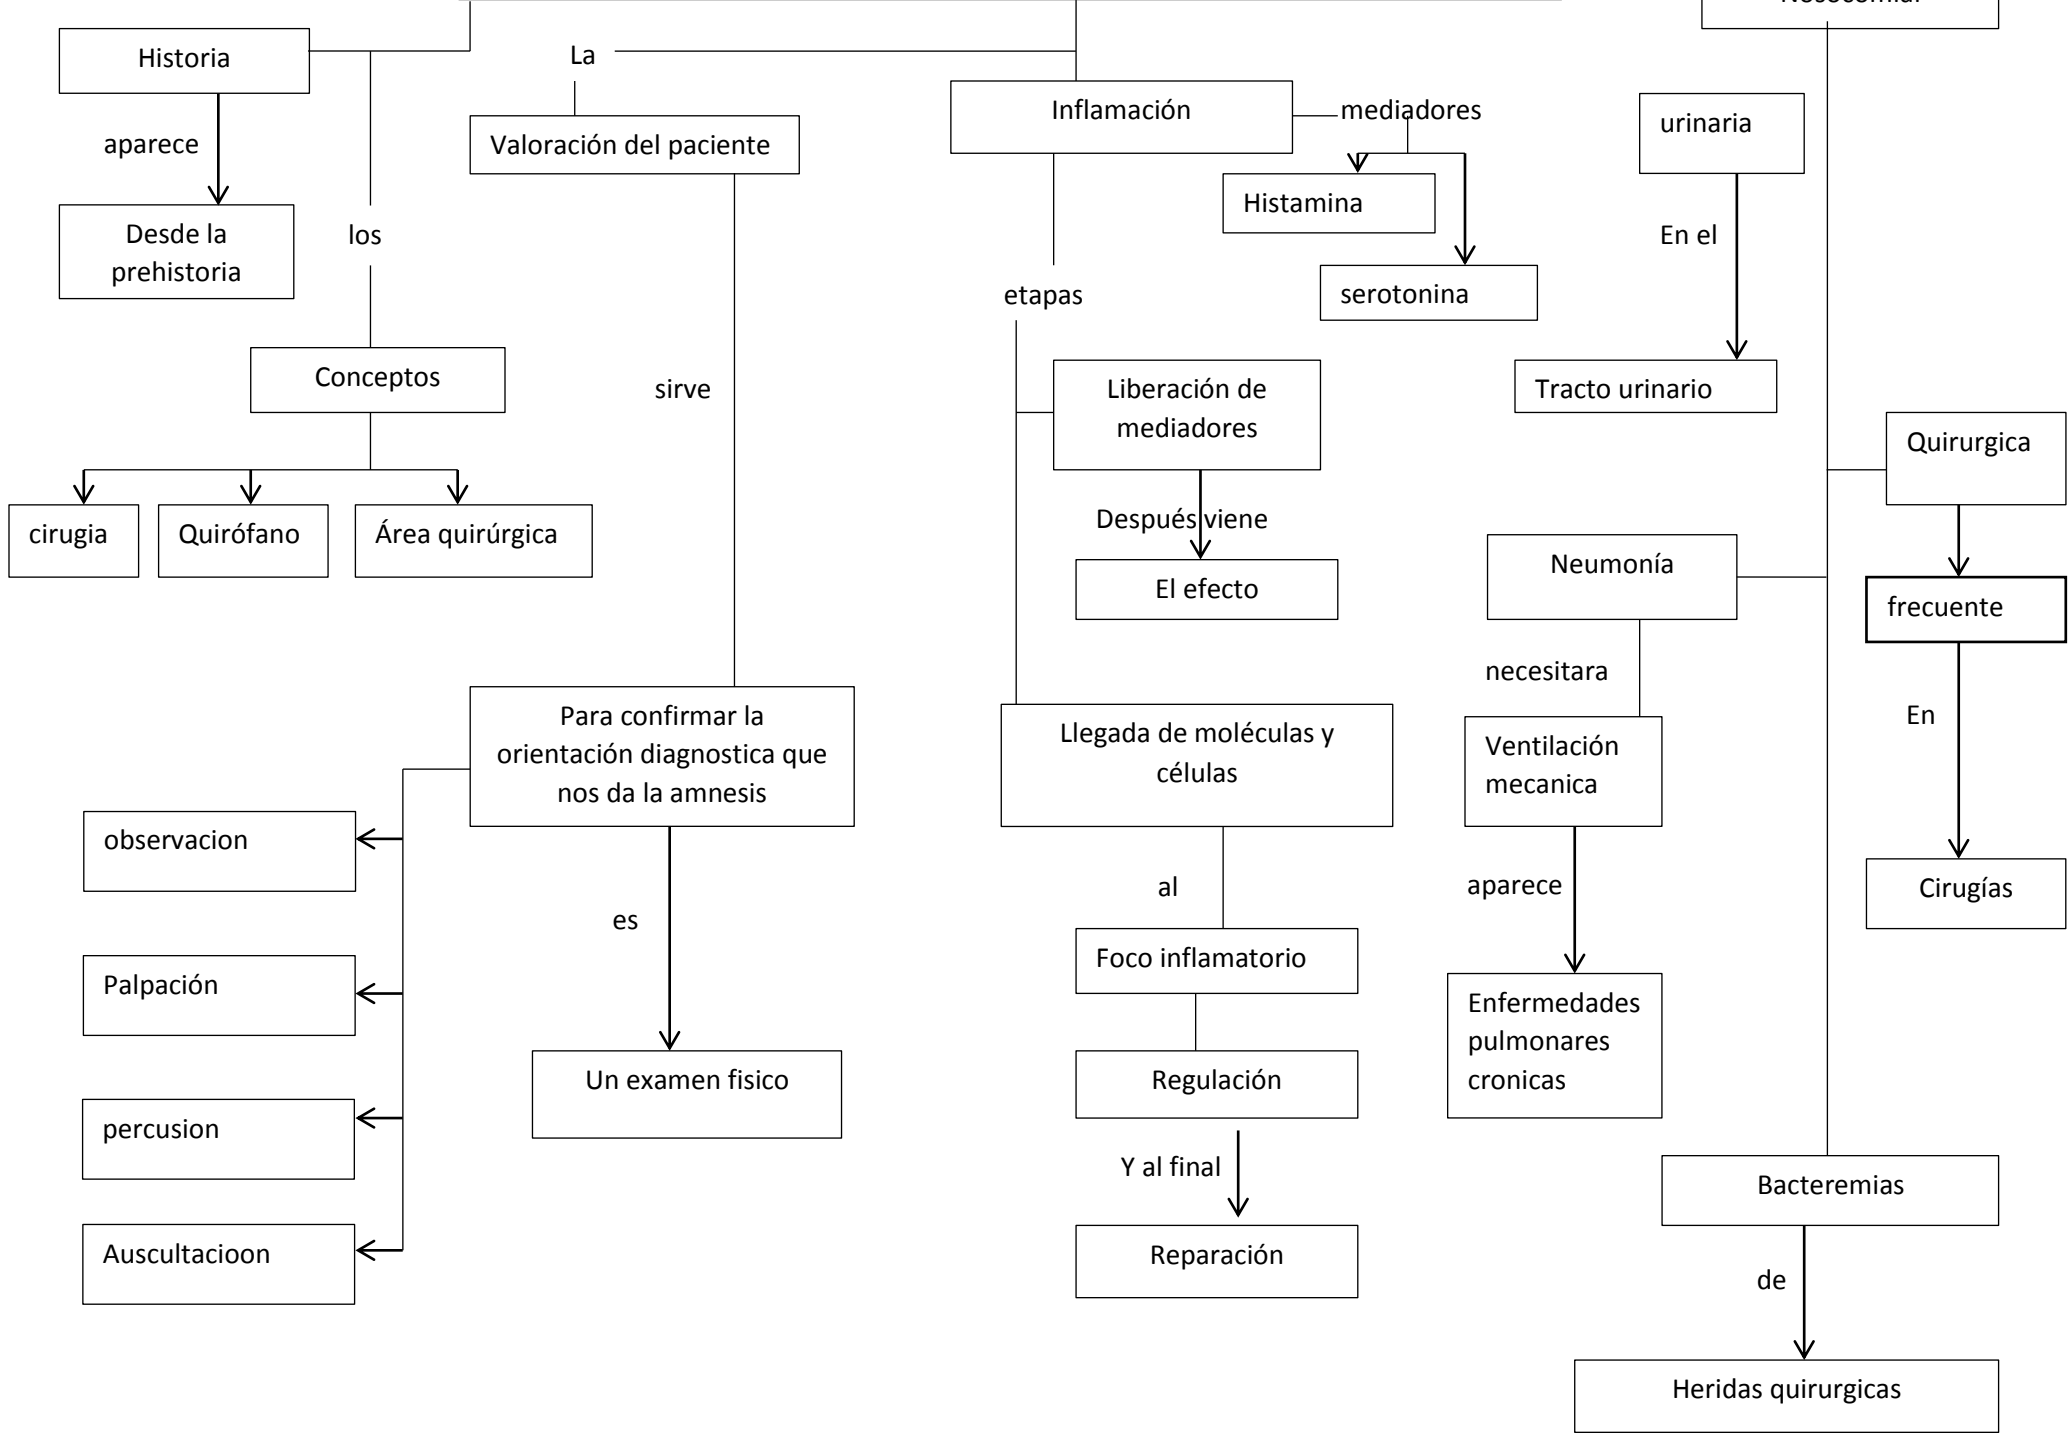 Historia
aparece
Desde la
prehistoria
los
Conceptos
cirugia
Quirófano
Área quirúrgica
La
Valoración del paciente
sirve
Para confirmar la
orientación diagnostica que
nos da la amnesis
observacion
Palpación
percusion
Auscultacioon
es
Un examen fisico
Inflamación
mediadores
Histamina
serotonina
etapas
Liberación de
mediadores
Después viene
El efecto
Llegada de moléculas y
células
al
Foco inflamatorio
Regulación
Y al final
Reparación
urinaria
En el
Tracto urinario
Quirurgica
frecuente
En
Cirugías
Neumonía
necesitara
Ventilación
mecanica
aparece
Enfermedades
pulmonares
cronicas
Bacteremias
de
Heridas quirurgicas